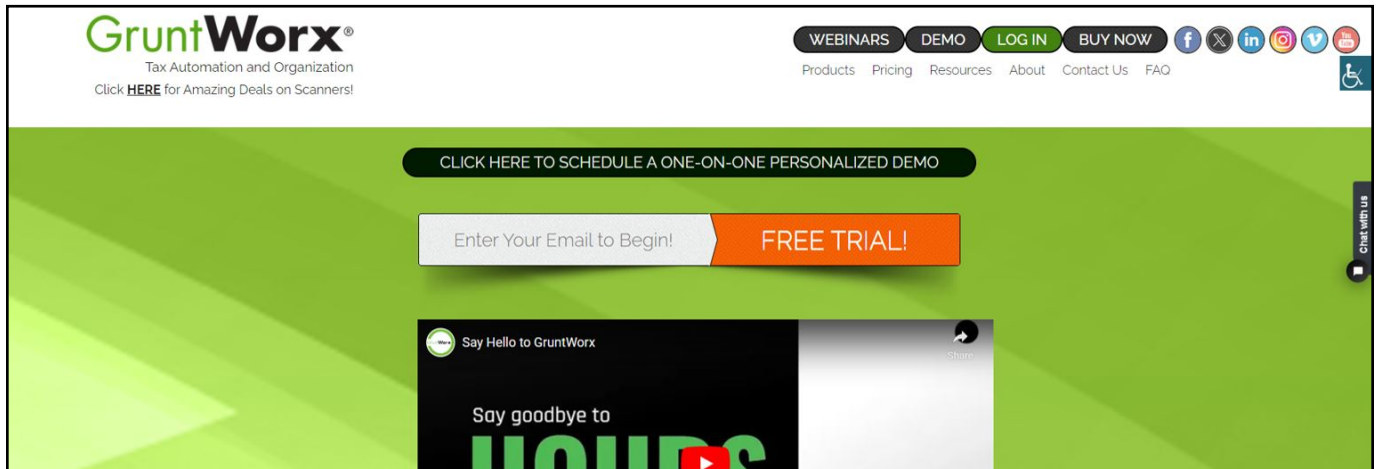 GruntWorx®
Tax Automation and Organization
Click HERE for Amazing Deals on Scanners!
WEBINARS DEMO LOG IN BUY NOW
Products Pricing Resources About Contact Us FAQ
CLICK HERE TO SCHEDULE A ONE-ON-ONE PERSONALIZED DEMO
Enter Your Email to Begin! FREE TRIAL!
Chat with us
Say Hello to GruntWorx
Share
Say goodbye to
HOURS